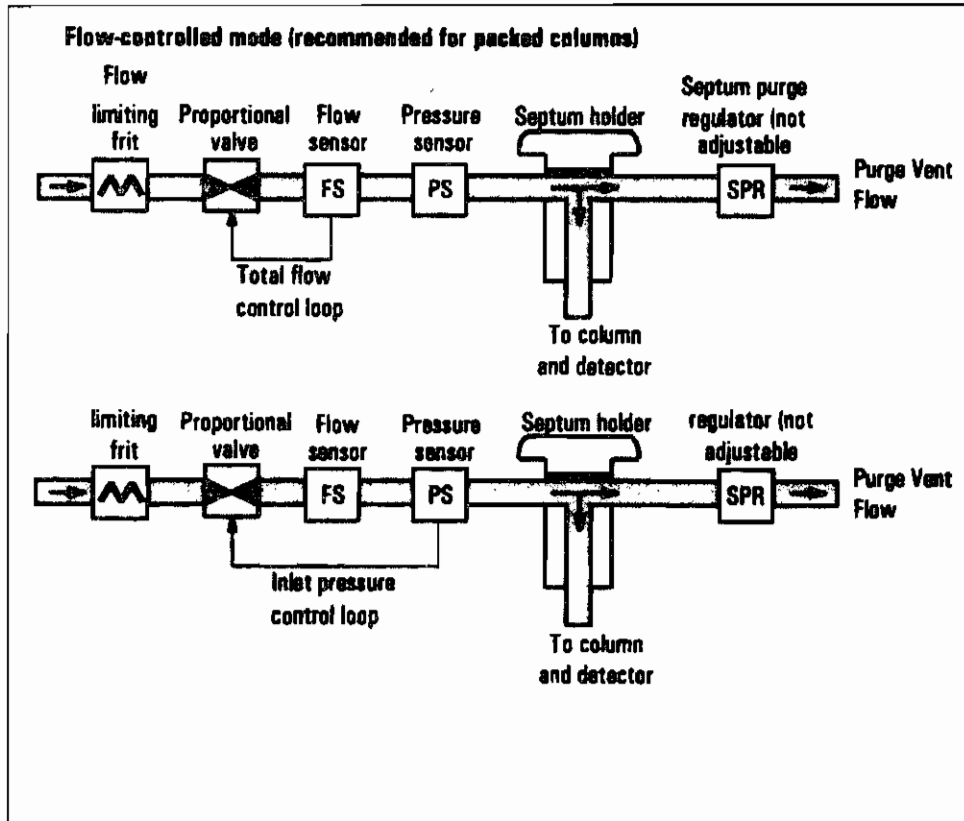 Flow-controlled mode (recommended for packed columns)
Flow
limiting
frit
Proportional
valve
Flow
sensor
Pressure
sensor
Septum holder
Septum purge
regulator (not
adjustable
FS
PS
SPR
Purge Vent
Flow
Total flow
control loop
To column
and detector
limiting
frit
Proportional
valve
Flow
sensor
Pressure
sensor
Septum holder
regulator (not
adjustable
FS
PS
SPR
Purge Vent
Flow
Inlet pressure
control loop
To column
and detector